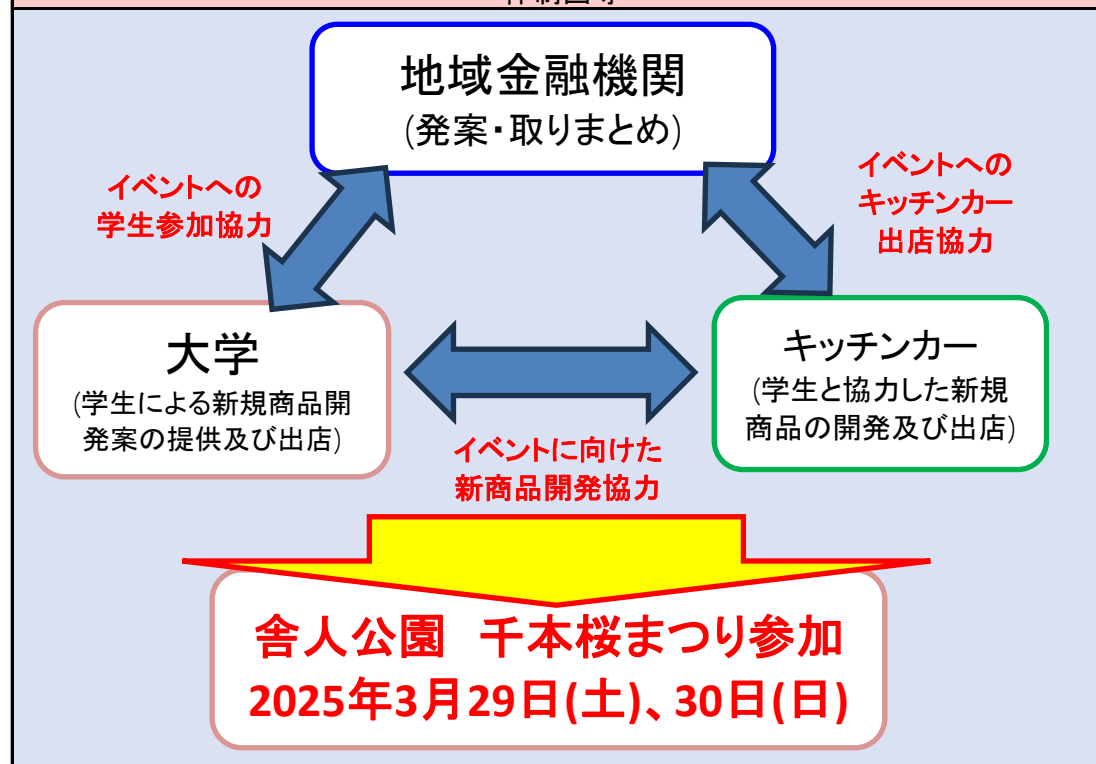 地域金融機関
(発案・取りまとめ)
イベントへの
学生参加協力
イベントへの
キッチンカー
出店協力
大学
(学生による新規商品開
発案の提供及び出店)
キッチンカー
(学生と協力した新規
商品の開発及び出店)
イベントに向けた
新商品開発協力
舎人公園　千本桜まつり参加
2025年3月29日(土)、30日(日)